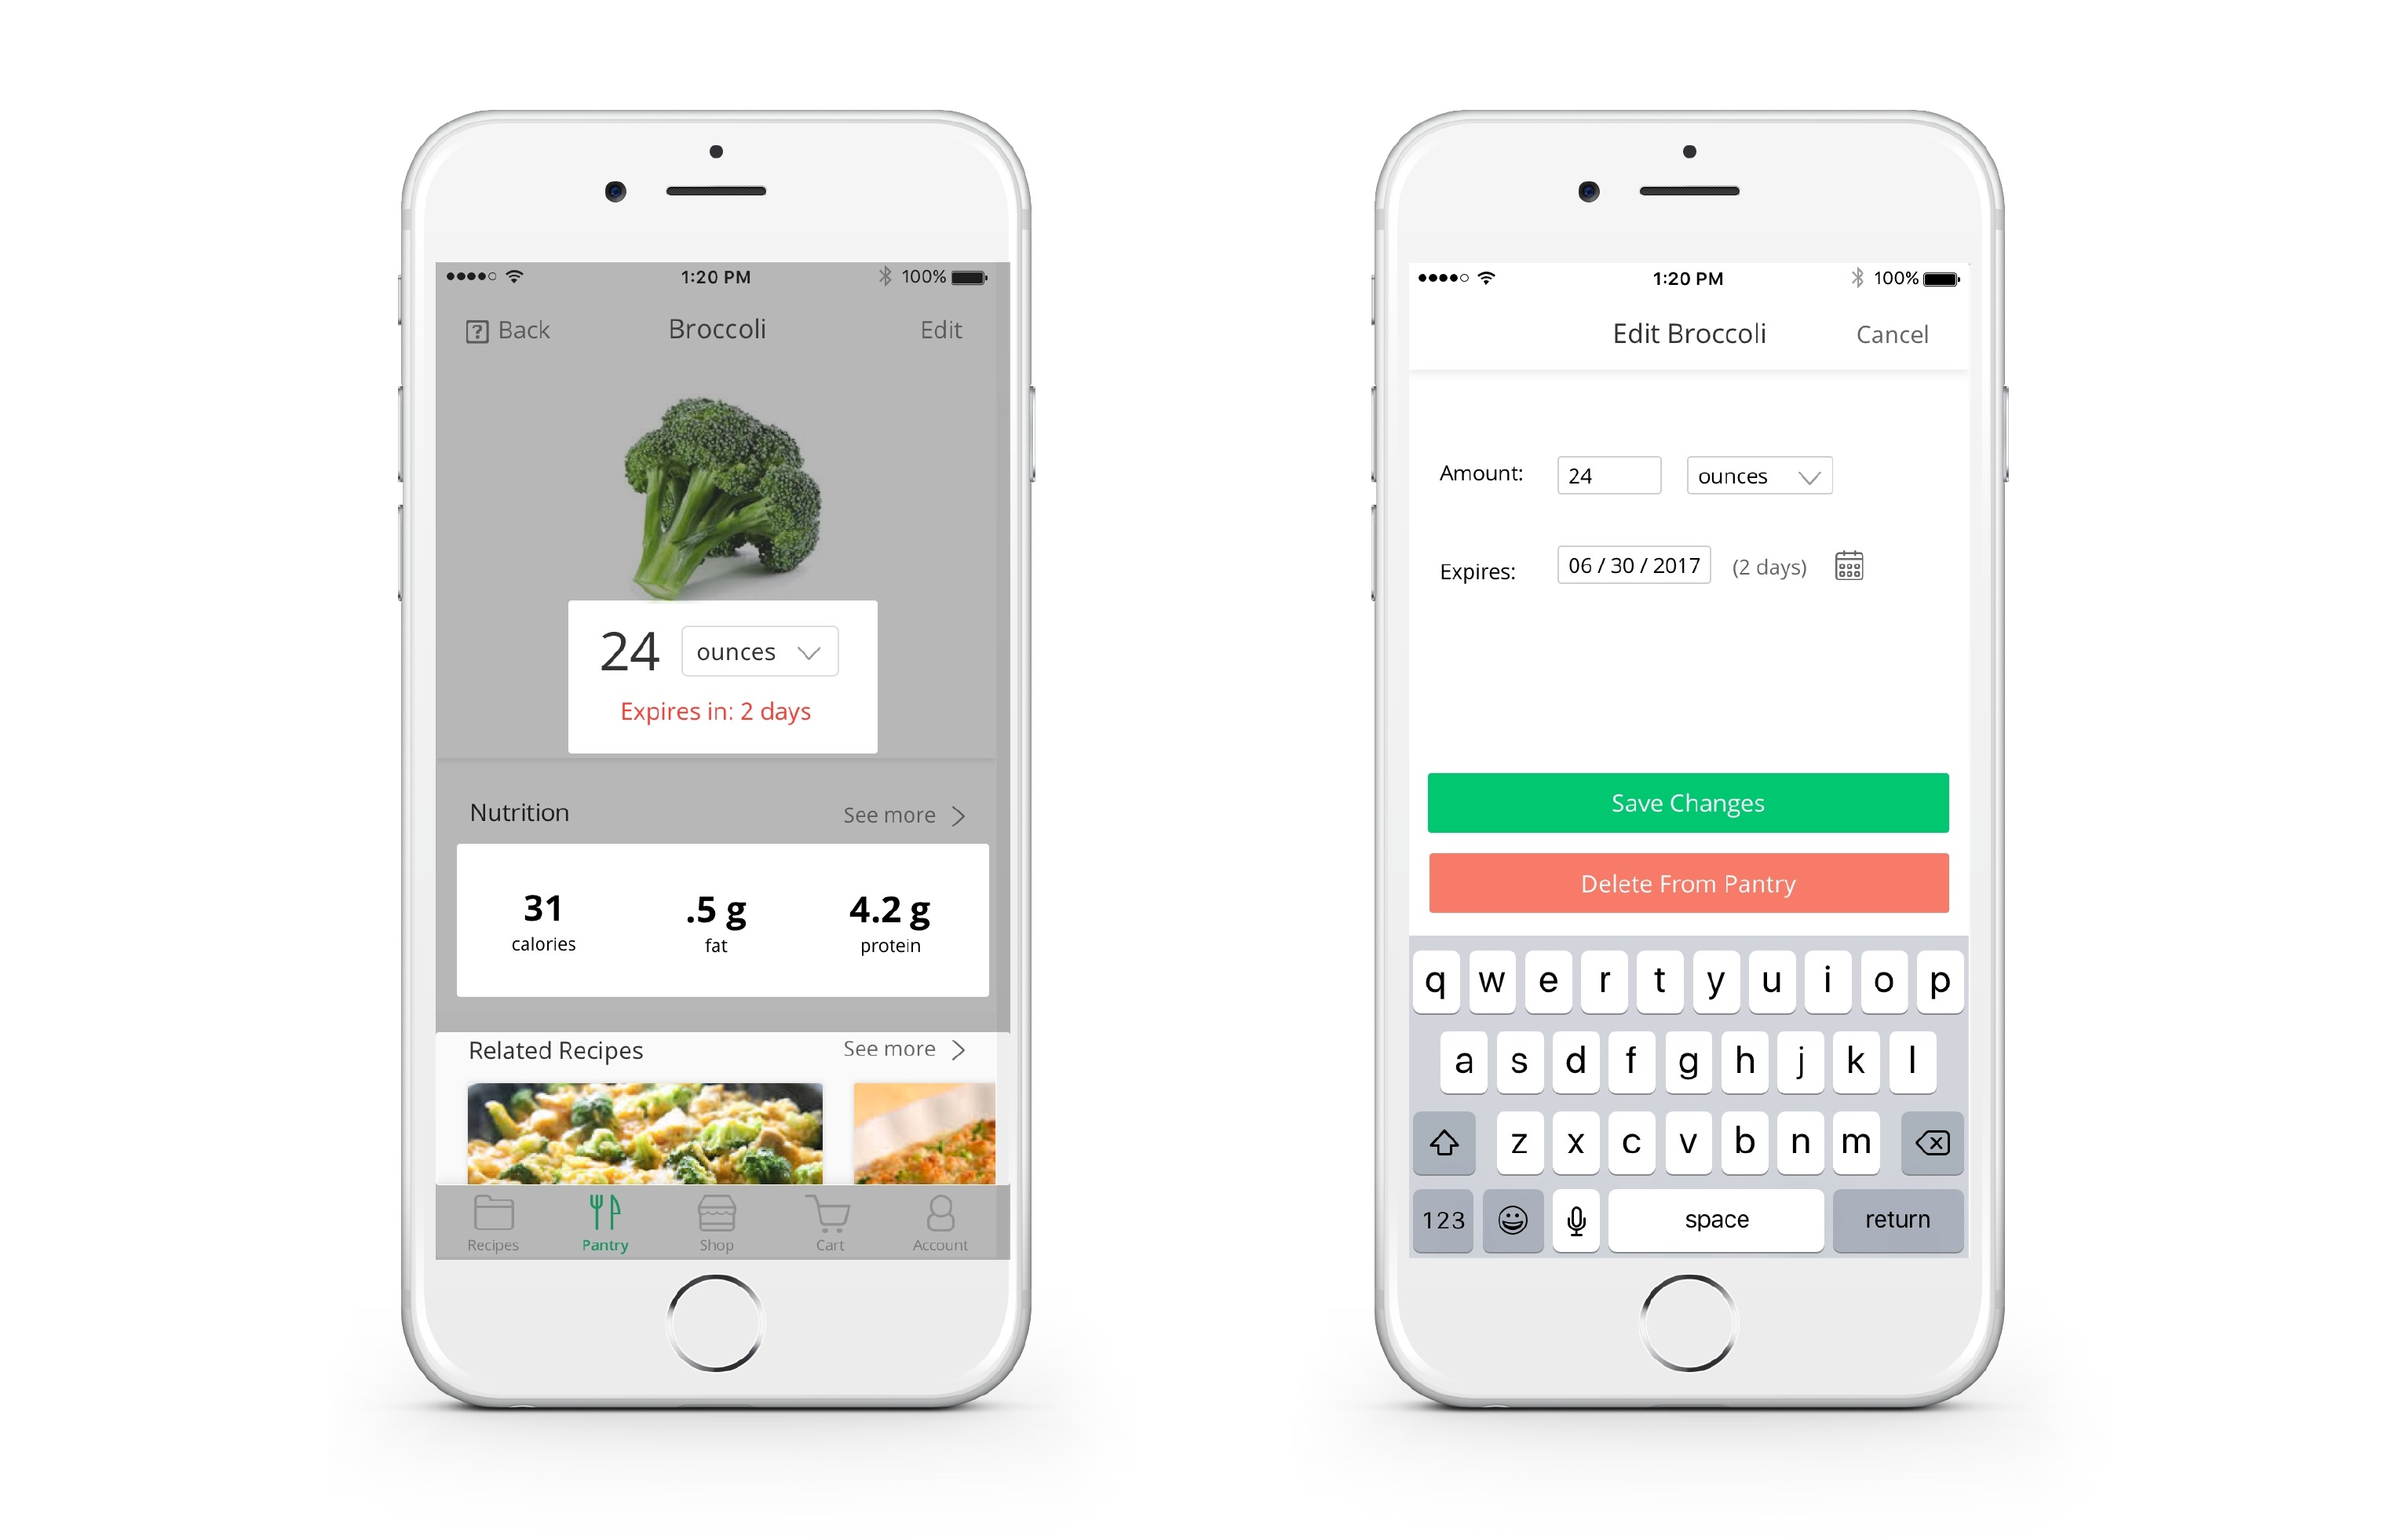 1:20 PM 100%
? Back Broccoli Edit
24 ounces
Expires in: 2 days
Nutrition See more
31 .5 g 4.2 g
calories fat protein
Related Recipes See more
Recipes Pantry Shop Cart Account
1:20 PM 100%
Edit Broccoli Cancel
Amount: 24 ounces
Expires: 06 / 30 / 2017 (2 days)
Save Changes
Delete From Pantry
q w e r t y u i o p
a s d f g h j k l
z x c v b n m
123 space return